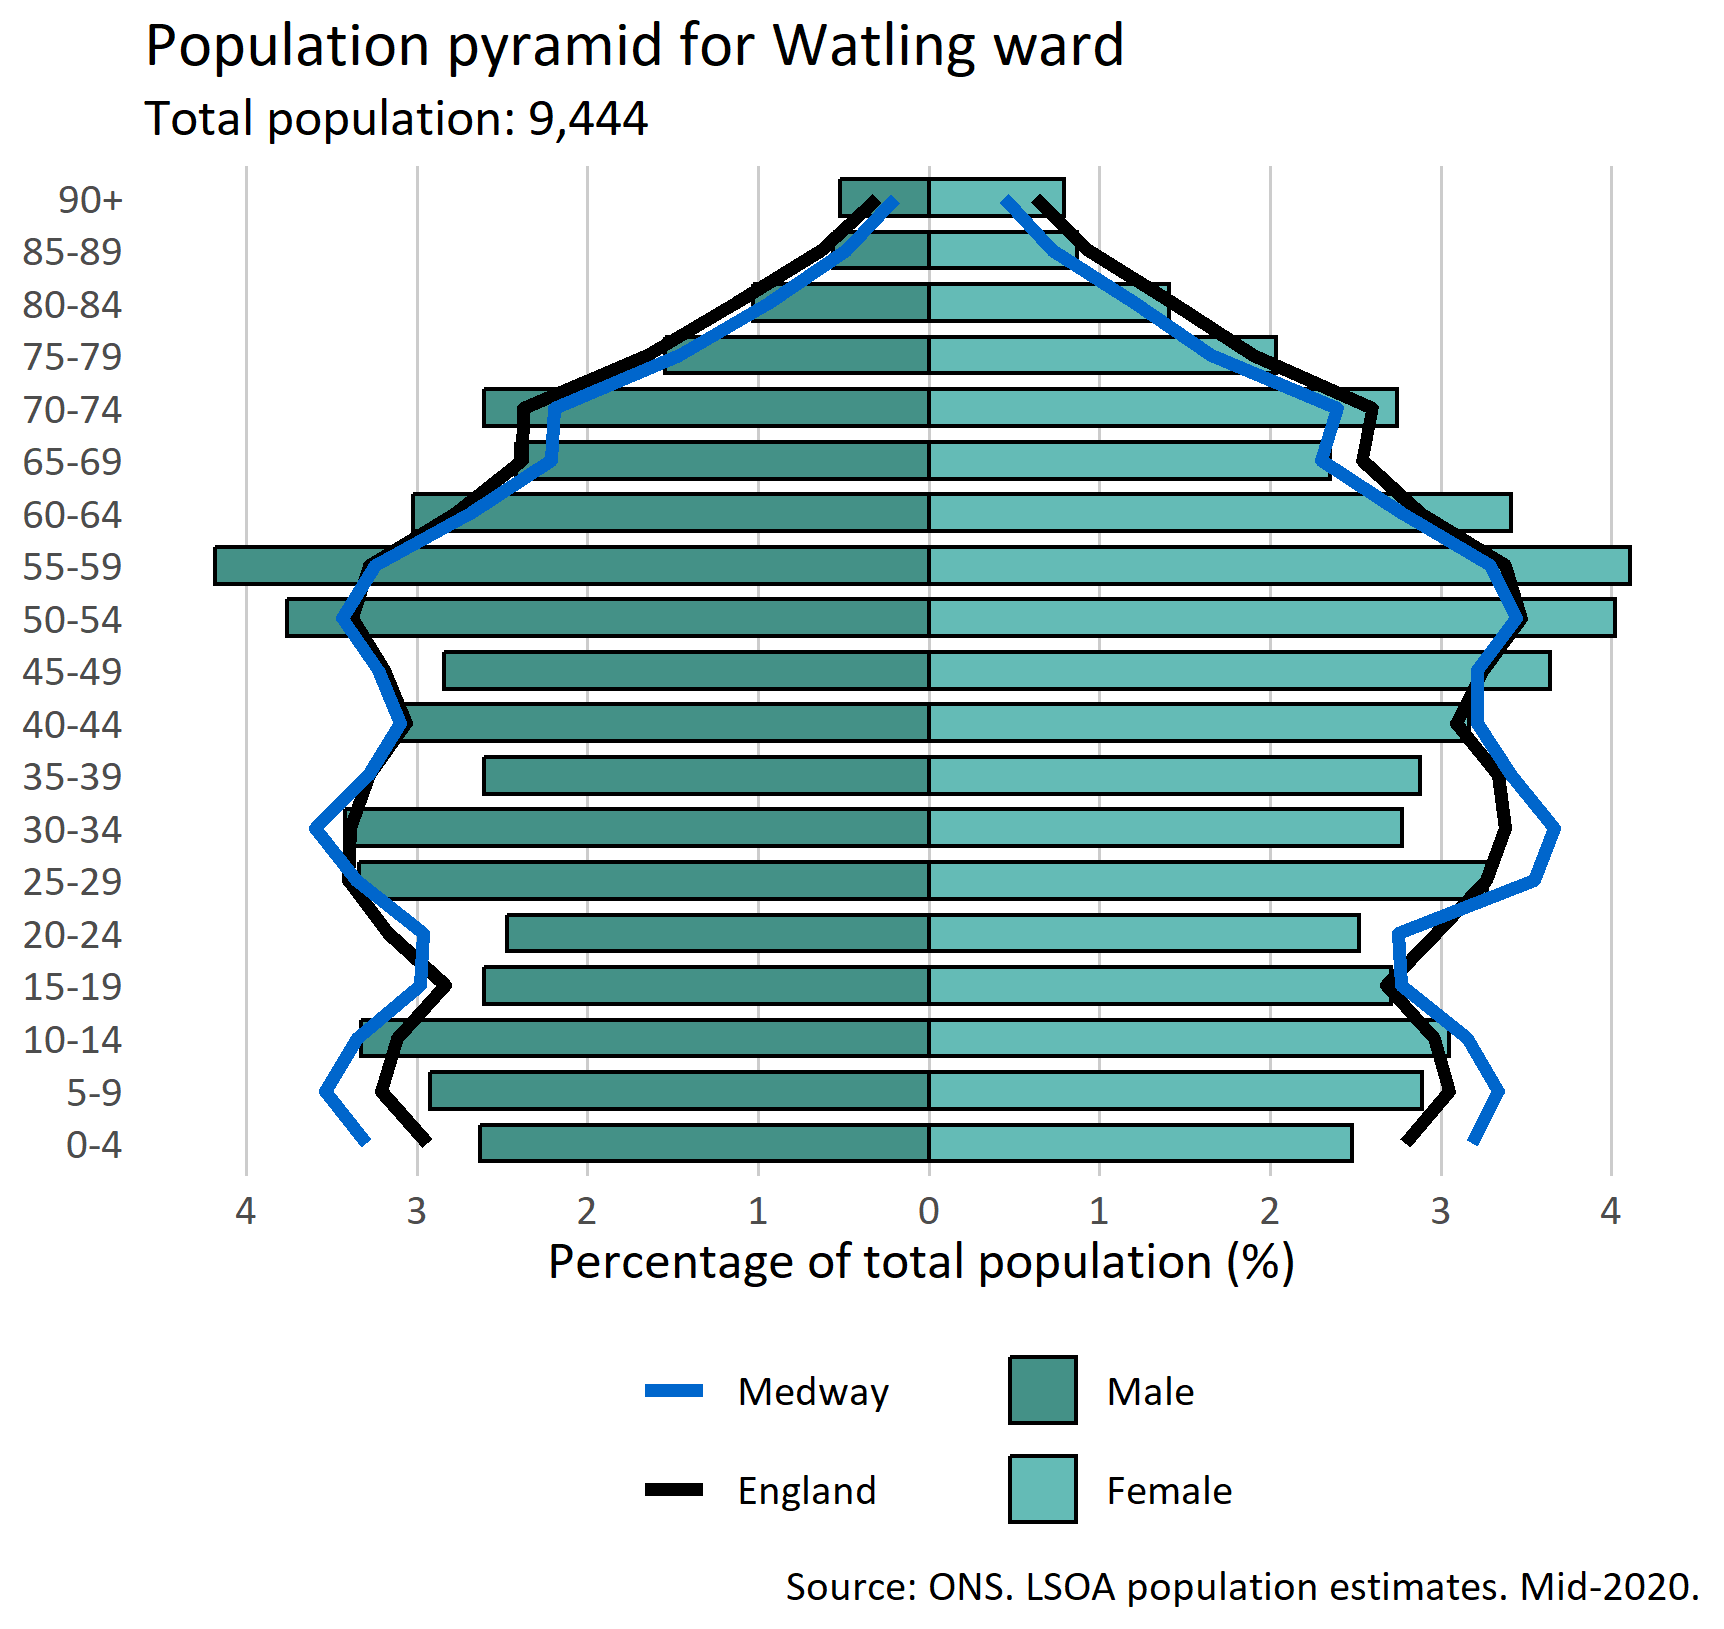 Population pyramid for Watling ward
Total population: 9,444
90+
85-89
80-84
75-79
70-74
65-69
60-64
55-59
50-54
45-49
40-44
35-39
30-34
25-29
20-24
15-19
10-14
5-9
0-4
4 3 2 1 0 1 2 3 4
Percentage of total population (%)
Medway Male
England Female
Source: ONS. LSOA population estimates. Mid-2020.